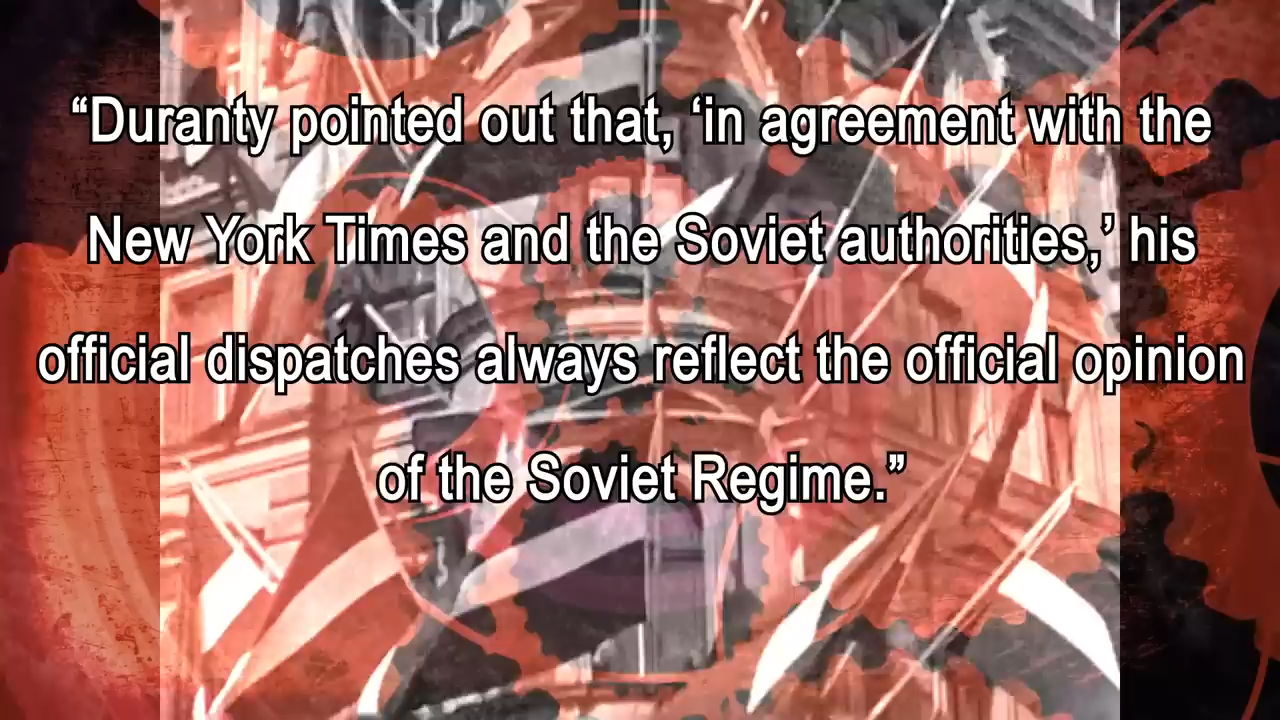 “Duranty pointed out that, ‘in agreement with the
New York Times and the Soviet authorities,’ his
official dispatches always reflect the official opinion
of the Soviet Regime.”